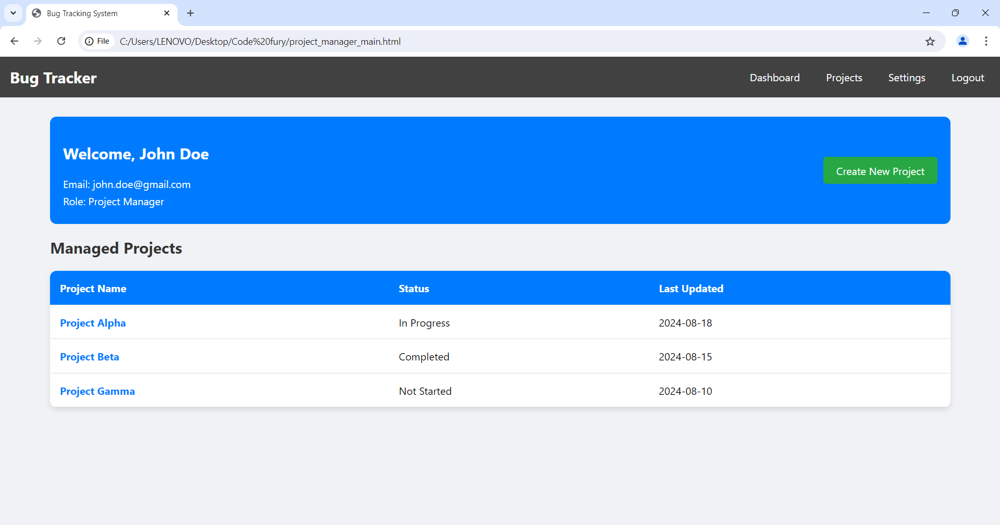 Bug Tracking System
File C:/Users/LENOVO/Desktop/Code%20fury/project_manager_main.html
Bug Tracker Dashboard Projects Settings Logout
Welcome, John Doe
Create New Project
Email: john.doe@gmail.com
Role: Project Manager
Managed Projects
Project Name Status Last Updated
Project Alpha In Progress 2024-08-18
Project Beta Completed 2024-08-15
Project Gamma Not Started 2024-08-10